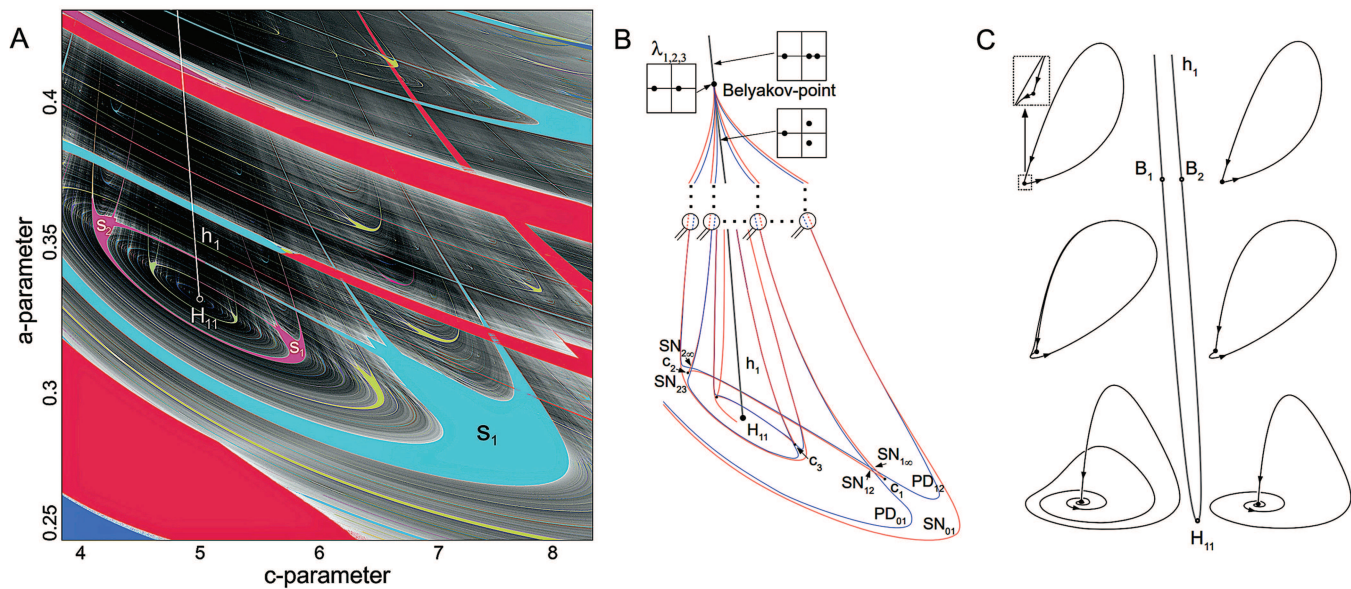 A
a-parameter
0.4
0.35
0.3
0.25
h₁
S₂
H₁₁
S₁
S₁
4 5 6 7 8
c-parameter
B
λ₁,₂,₃
Belyakov-point
SN₂∞
c₂
SN₂₃
h₁
H₁₁
c₃
SN₁∞
SN₁₂
c₁
PD₁₂
PD₀₁
SN₀₁
C
h₁
B₁ B₂
H₁₁